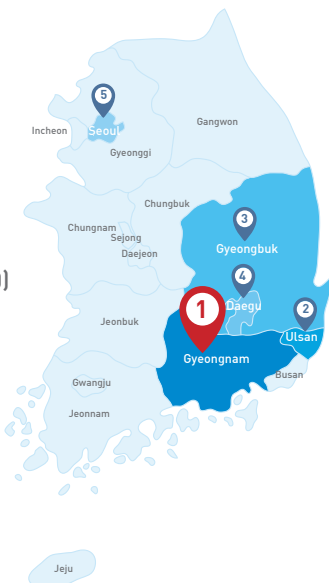 5
Incheon
Seoul
Gangwon
Gyeonggi
Chungbuk
Chungnam
Sejong
Daejeon
3
Gyeongbuk
)
4
Daegu
1
2
Ulsan
Jeonbuk
Gyeongnam
Busan
Gwangju
Jeonnam
Jeju